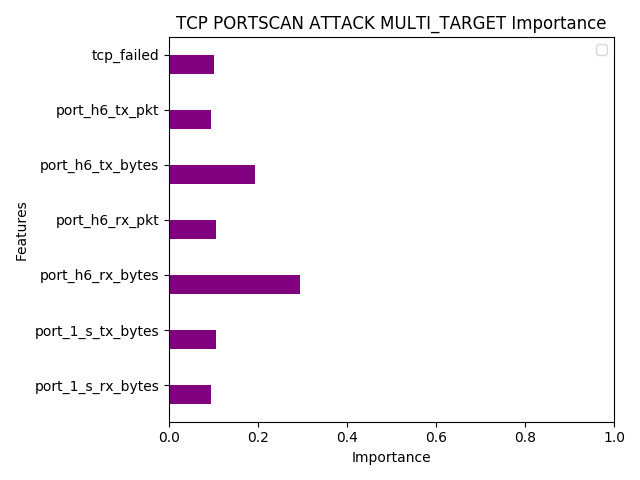 TCP PORTSCAN ATTACK MULTI_TARGET Importance
tcp_failed
port_h6_tx_pkt
port_h6_tx_bytes
port_h6_rx_pkt
port_h6_rx_bytes
port_1_s_tx_bytes
port_1_s_rx_bytes
Features
0.0 0.2 0.4 0.6 0.8 1.0
Importance